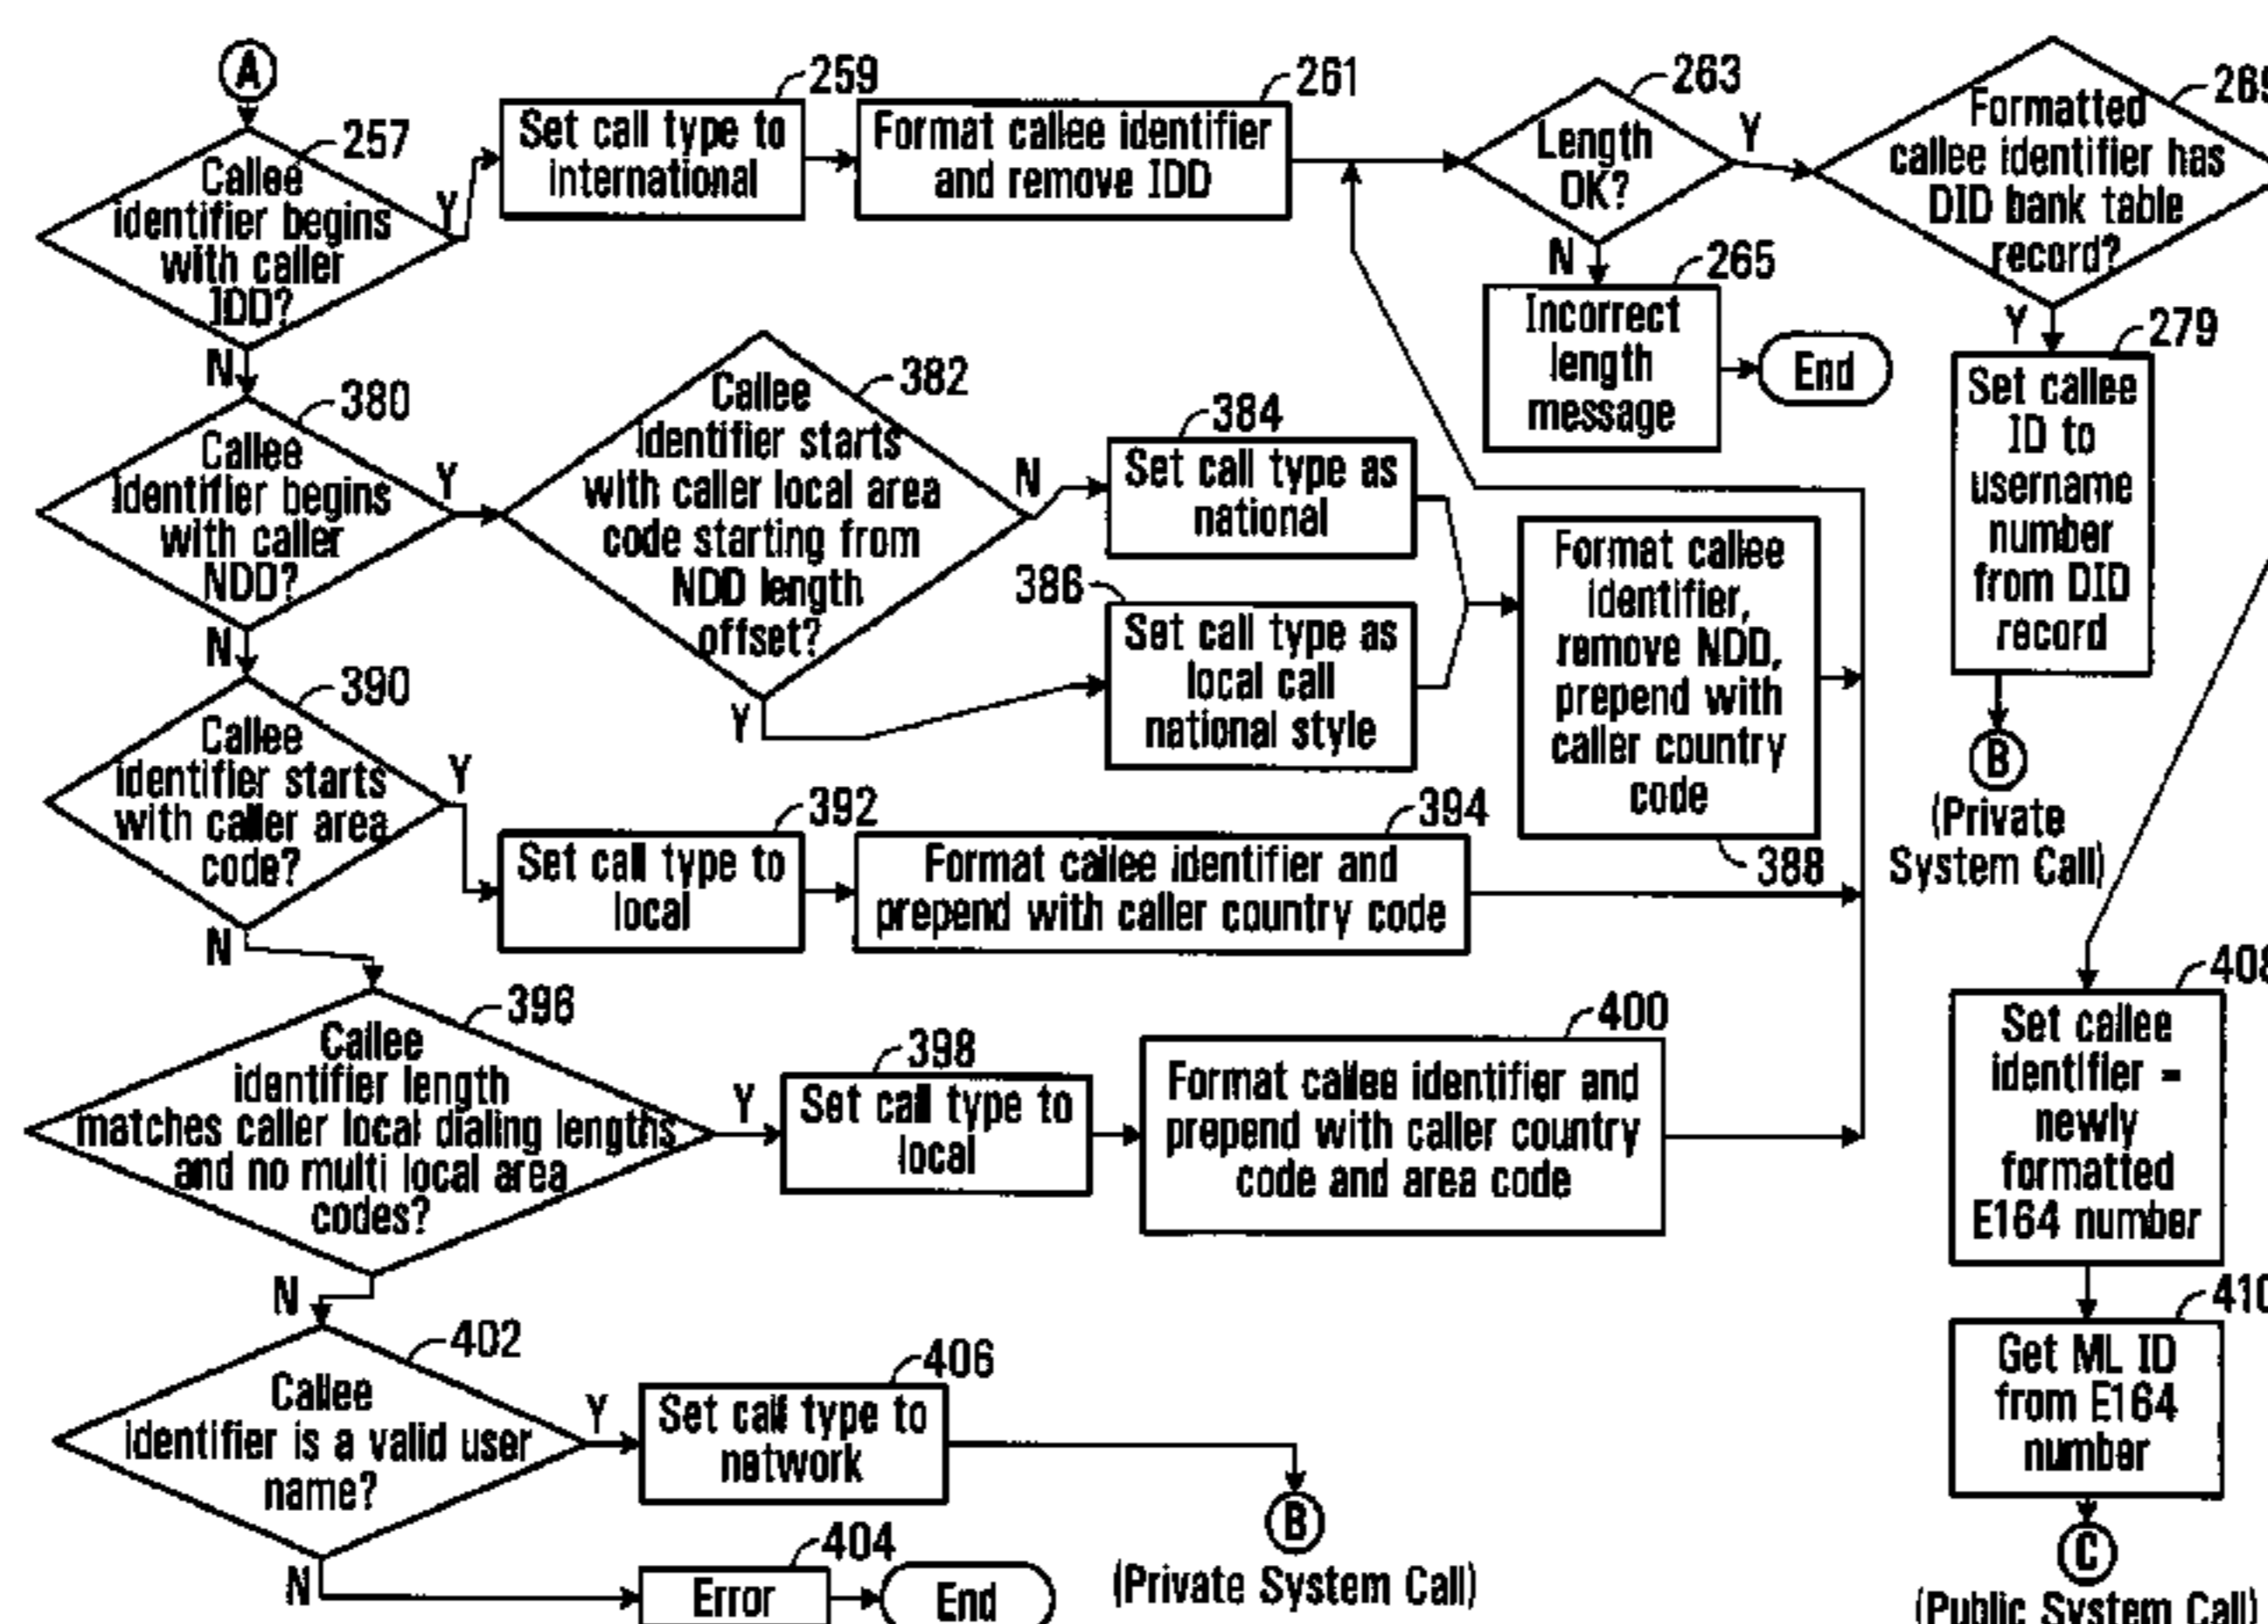 A
257
Callee
identifier begins
with caller
IDD?
Y
N
259
Set call type to
international
261
Format callee identifier
and remove IDD
263
Length
OK?
Y
N
265
Incorrect
length
message
End
Formatted
callee identifier has
DID bank table
record?
Y
279
Set callee
ID to
username
number
from DID
record
B
(Private
System Call)
380
Callee
identifier begins
with caller
NDD?
Y
N
382
Callee
identifier starts
with caller local area
code starting from
NDD length
offset?
N
Y
384
Set call type as
national
386
Set call type as
local call
national style
Format callee
identifier,
remove NDD,
prepend with
caller country
code
388
390
Callee
identifier starts
with caller area
code?
Y
N
392
Set call type to
local
394
Format callee identifier and
prepend with caller country code
396
Callee
identifier length
matches caller local dialing lengths
and no multi local area
codes?
Y
N
398
Set call type to
local
400
Format callee identifier and
prepend with caller country
code and area code
402
Callee
identifier is a valid user
name?
Y
N
406
Set call type to
network
B
(Private System Call)
404
Error
End
408
Set callee
identifier =
newly
formatted
E164 number
410
Get ML ID
from E164
number
C
(Public System Call)